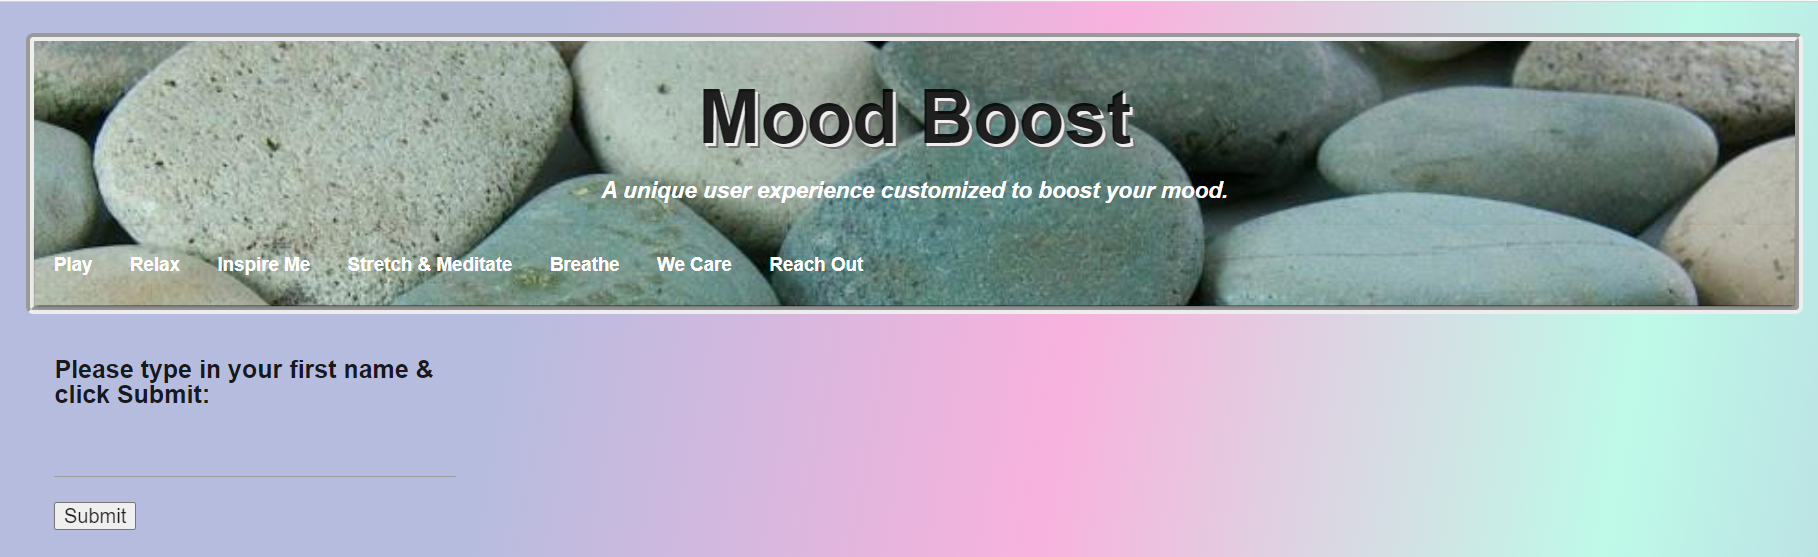 Mood Boost
A unique user experience customized to boost your mood.
Play Relax Inspire Me Stretch & Meditate Breathe We Care Reach Out
Please type in your first name &
click Submit:
Submit